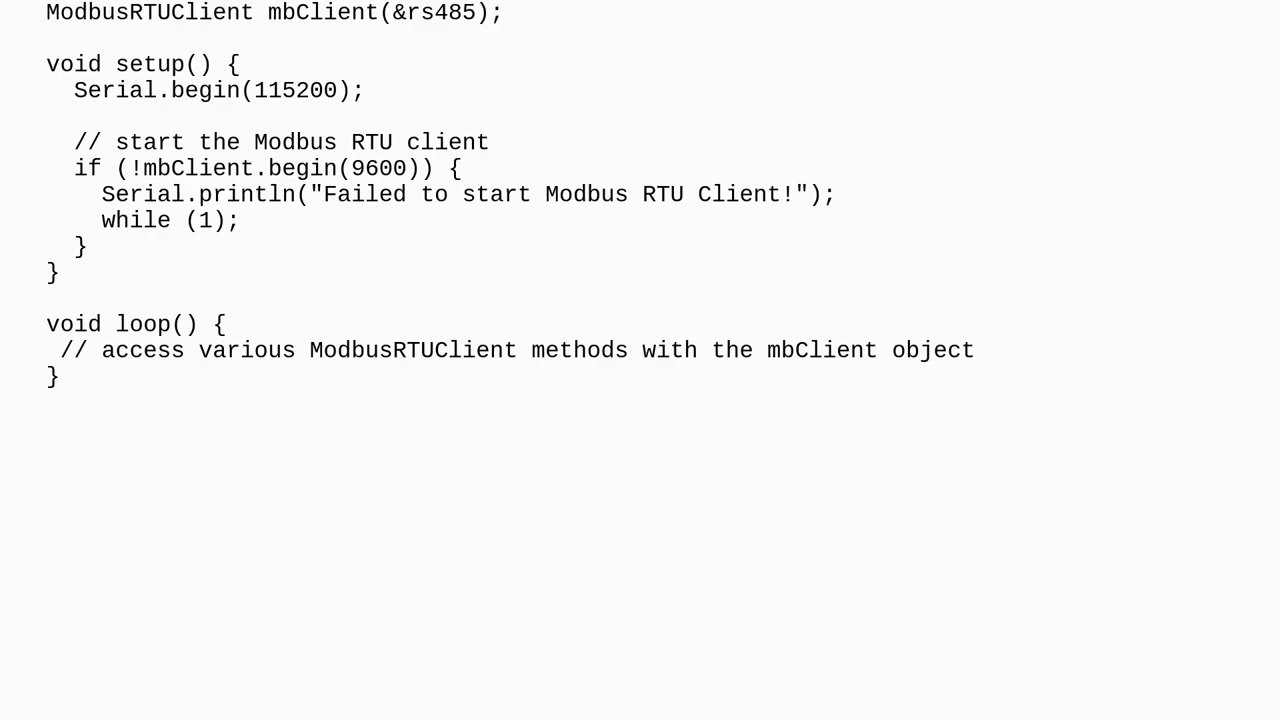 ModbusRTUClient mbClient(&rs485);

void setup() {
  Serial.begin(115200);

  // start the Modbus RTU client
  if (!mbClient.begin(9600)) {
    Serial.println("Failed to start Modbus RTU Client!");
    while (1);
  }
}

void loop() {
 // access various ModbusRTUClient methods with the mbClient object
}